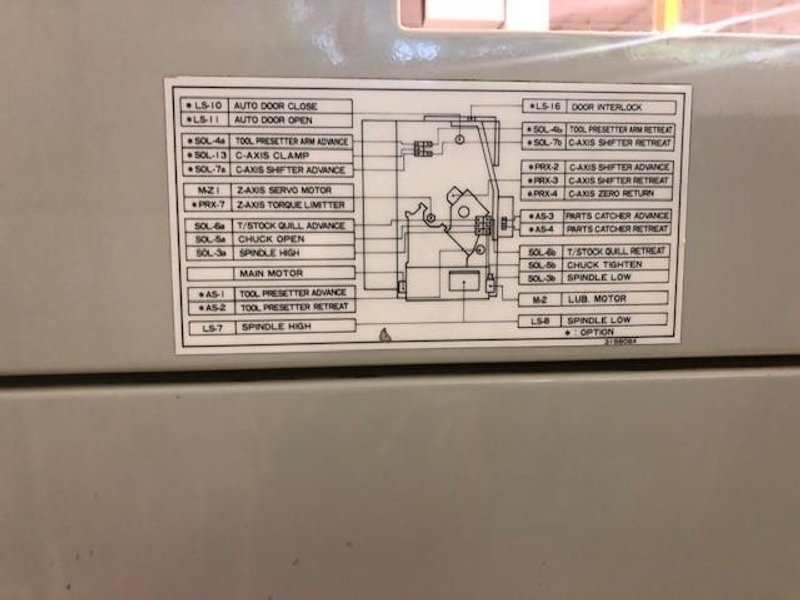 * LS-10 AUTO DOOR CLOSE
* LS-11 AUTO DOOR OPEN
* SOL-4a TOOL PRESETTER ARM ADVANCE
* SOL-13 C-AXIS CLAMP
* SOL-7a C-AXIS SHIFTER ADVANCE
M-Z1 Z-AXIS SERVO MOTOR
* PRX-7 Z-AXIS TORQUE LIMITTER
SOL-6a T/STOCK QUILL ADVANCE
SOL-5a CHUCK OPEN
SOL-3a SPINDLE HIGH
MAIN MOTOR
* AS-1 TOOL PRESETTER ADVANCE
* AS-2 TOOL PRESETTER RETREAT
LS-7 SPINDLE HIGH
* LS-16 DOOR INTERLOCK
* SOL-4b TOOL PRESETTER ARM RETREAT
* SOL-7b C-AXIS SHIFTER RETREAT
* PRX-2 C-AXIS SHIFTER ADVANCE
* PRX-3 C-AXIS SHIFTER RETREAT
* PRX-4 C-AXIS ZERO RETURN
* AS-3 PARTS CATCHER ADVANCE
* AS-4 PARTS CATCHER RETREAT
SOL-6b T/STOCK QUILL RETREAT
SOL-5b CHUCK TIGHTEN
SOL-3b SPINDLE LOW
M-2 LUB. MOTOR
LS-8 SPINDLE LOW
* : OPTION